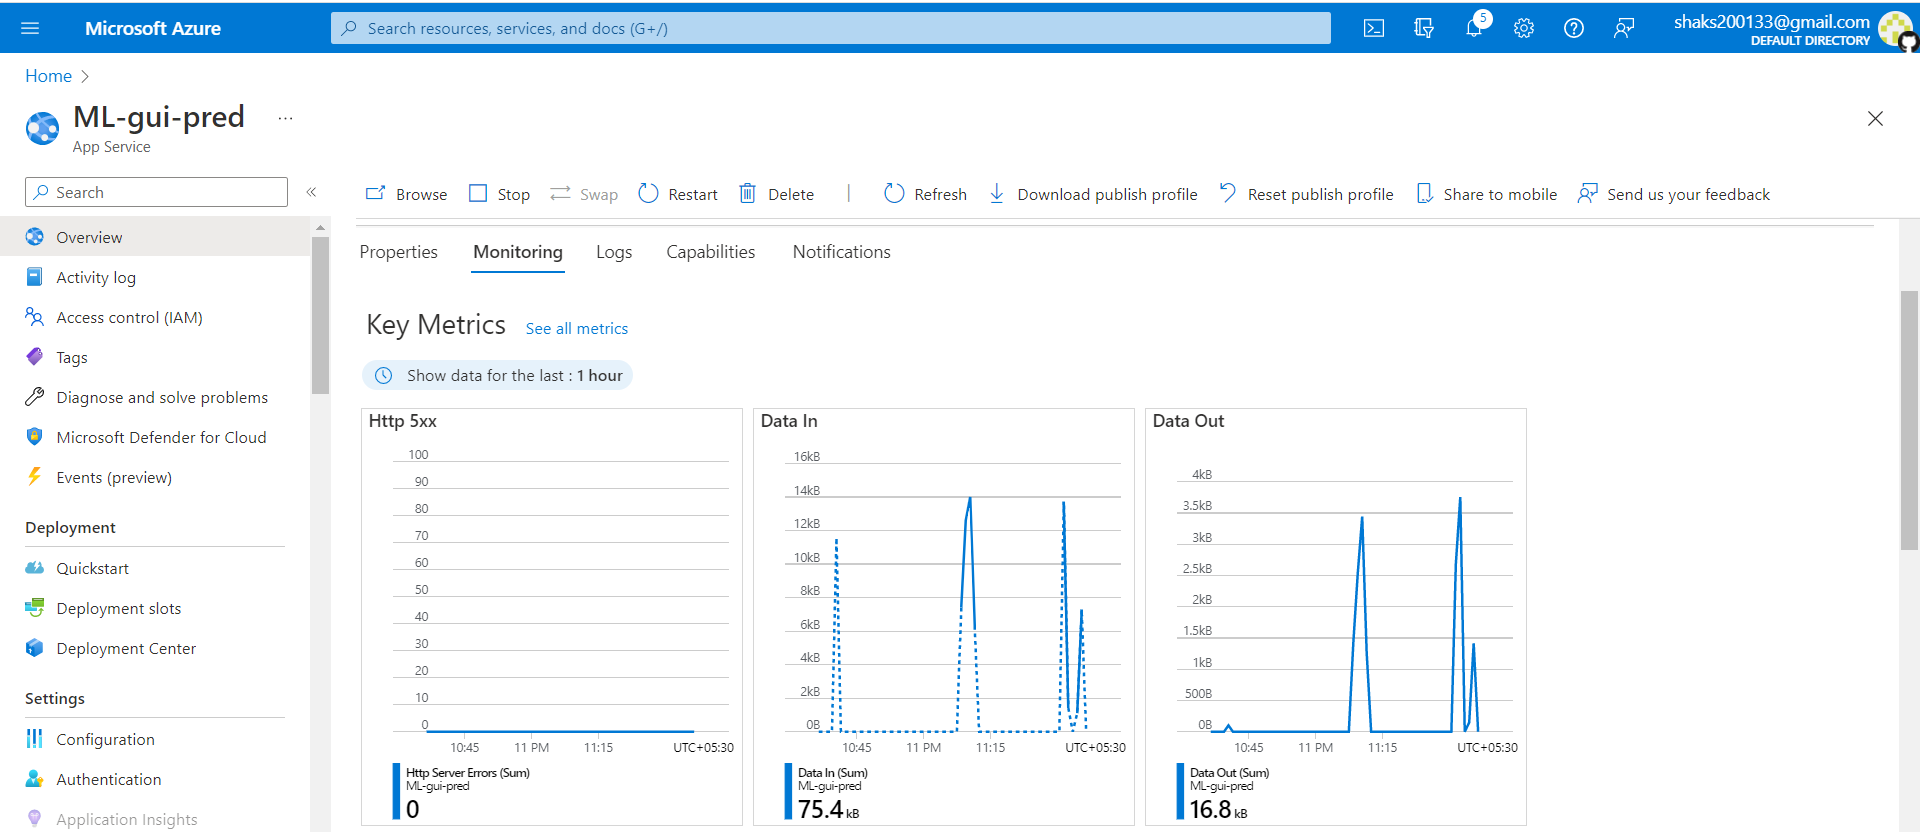 Microsoft Azure
Search resources, services, and docs (G+/)
5
shaks200133@gmail.com
DEFAULT DIRECTORY
Home
ML-gui-pred
...
App Service
Search
«
Browse
Stop
Swap
Restart
Delete
Refresh
Download publish profile
Reset publish profile
Share to mobile
Send us your feedback
Overview
Activity log
Access control (IAM)
Tags
Diagnose and solve problems
Microsoft Defender for Cloud
Events (preview)
Deployment
Quickstart
Deployment slots
Deployment Center
Settings
Configuration
Authentication
Application Insights
Properties
Monitoring
Logs
Capabilities
Notifications
Key Metrics
See all metrics
Show data for the last : 1 hour
Http 5xx
100
90
80
70
60
50
40
30
20
10
0
10:45
11 PM
11:15
UTC+05:30
Http Server Errors (Sum)
ML-gui-pred
0
Data In
16kB
14kB
12kB
10kB
8kB
6kB
4kB
2kB
0B
10:45
11 PM
11:15
UTC+05:30
Data In (Sum)
ML-gui-pred
75.4 kB
Data Out
4kB
3.5kB
3kB
2.5kB
2kB
1.5kB
1kB
500B
0B
10:45
11 PM
11:15
UTC+05:30
Data Out (Sum)
ML-gui-pred
16.8 kB